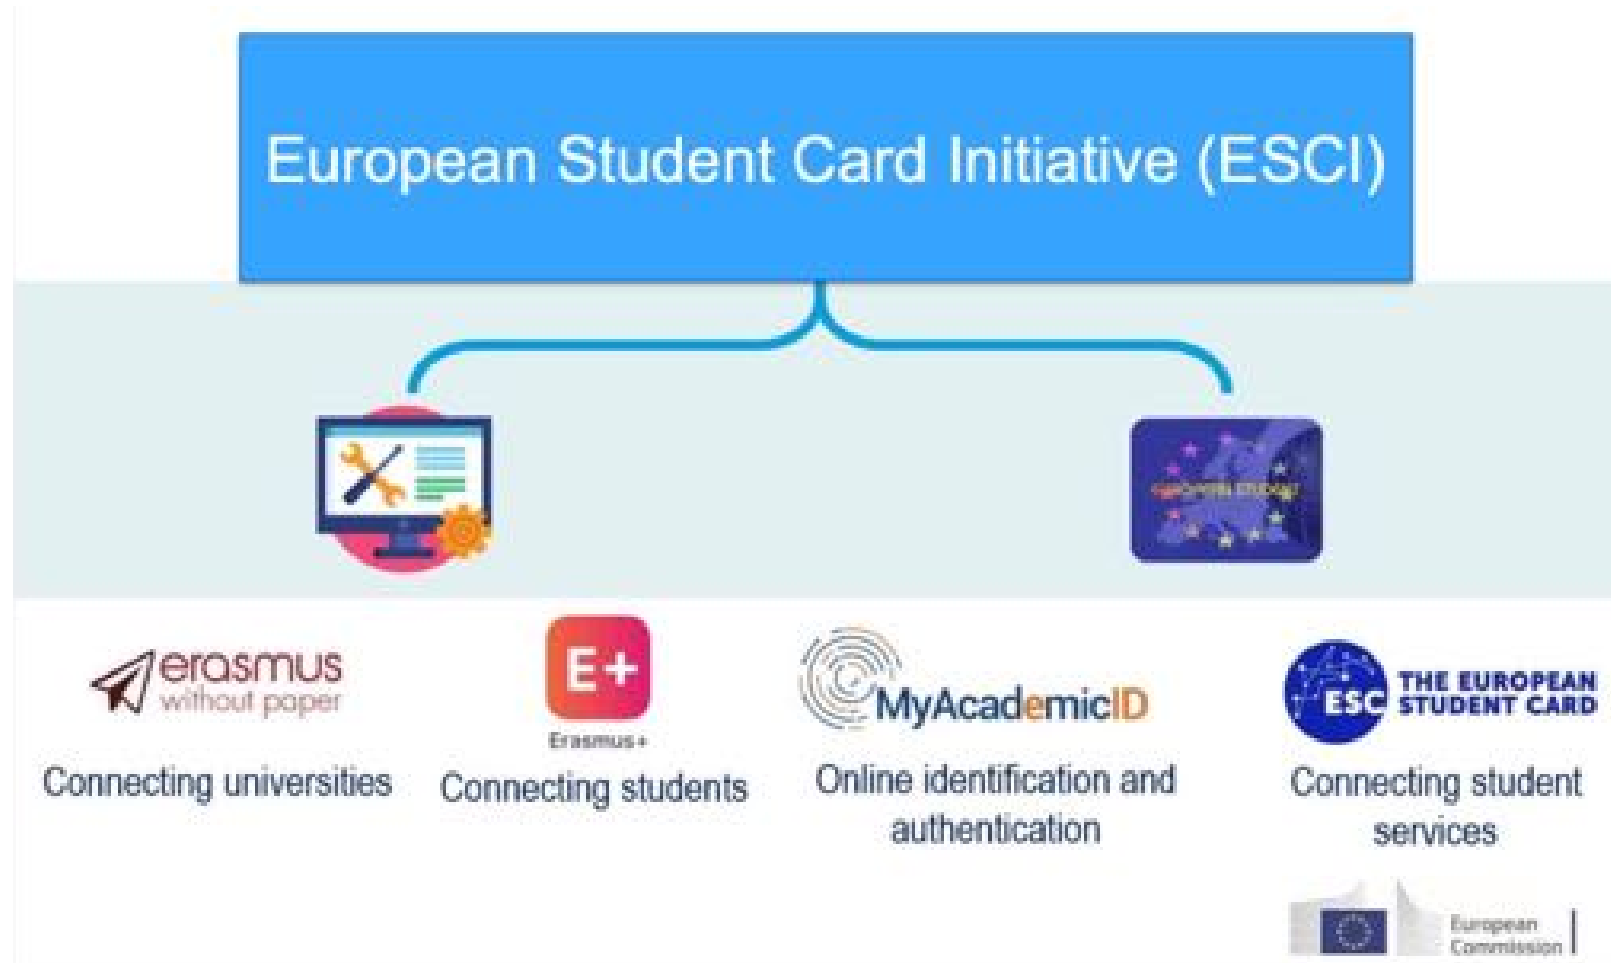 European Student Card Initiative (ESCI)
erasmus
without paper
Connecting universities
E+
Erasmus+
Connecting students
MyAcademicID
Online identification and
authentication
ESC
THE EUROPEAN
STUDENT CARD
Connecting student
services
European
Commission